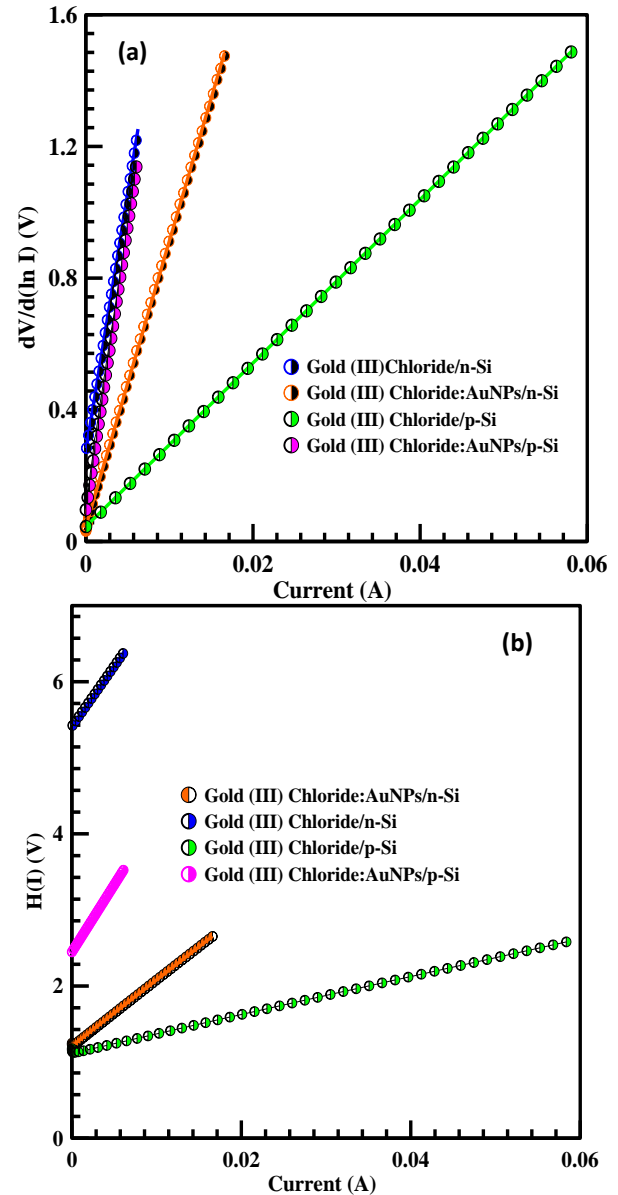 (a)
1.6
1.2
0.8
0.4
0
dV/d(ln I) (V)
Gold (III)Chloride/n-Si
Gold (III) Chloride:AuNPs/n-Si
Gold (III) Chloride/p-Si
Gold (III) Chloride:AuNPs/p-Si
0 0.02 0.04 0.06
Current (A)
(b)
6
4
2
0
H(I) (V)
Gold (III) Chloride:AuNPs/n-Si
Gold (III) Chloride/n-Si
Gold (III) Chloride/p-Si
Gold (III) Chloride:AuNPs/p-Si
0 0.02 0.04 0.06
Current (A)